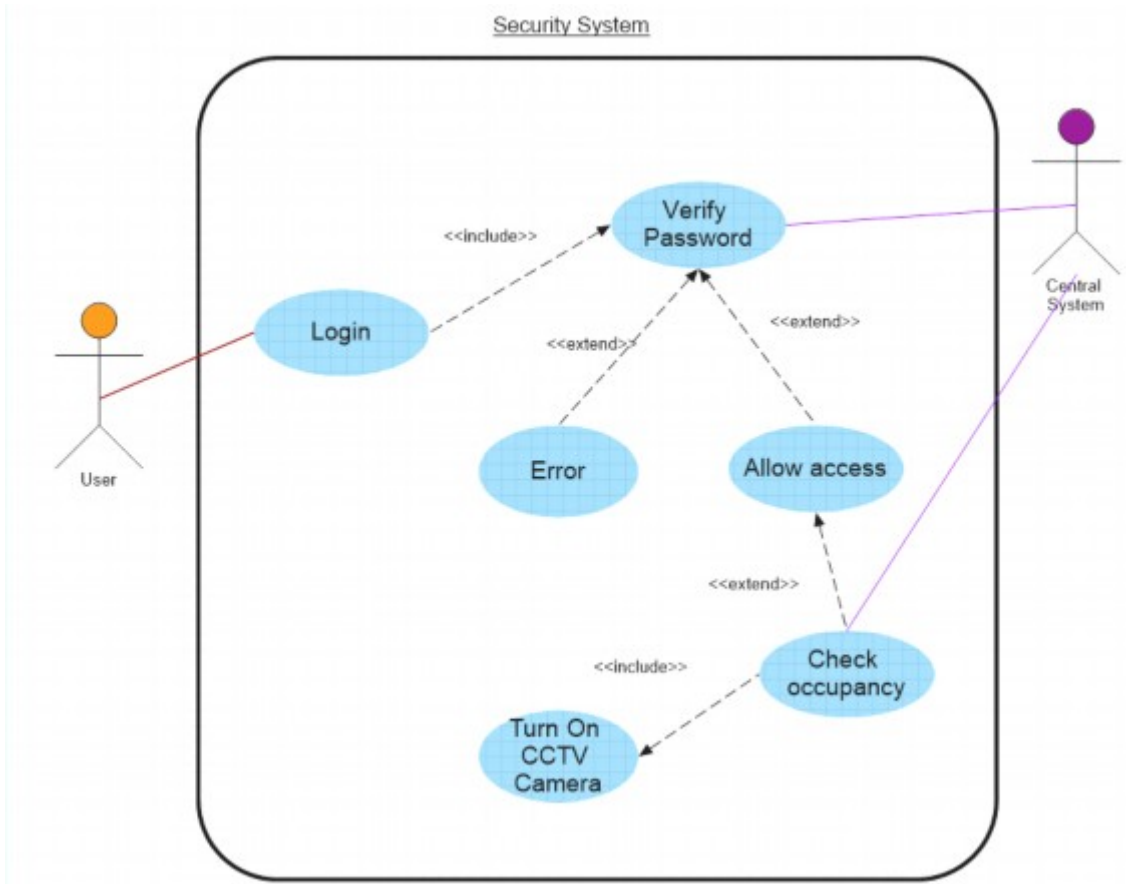 Security System
Verify
Password
<<include>>
Central
System
Login
<<extend>>
<<extend>>
User
Error
Allow access
<<extend>>
Check
occupancy
<<include>>
Turn On
CCTV
Camera